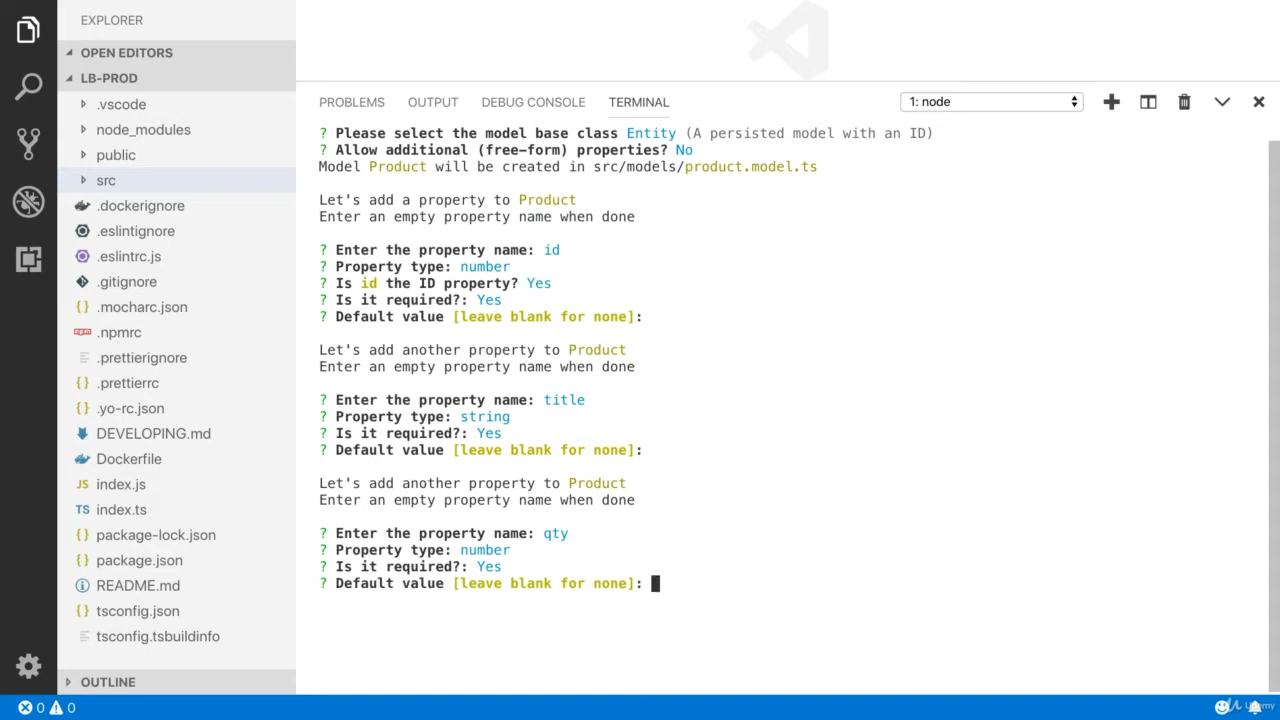 EXPLORER
OPEN EDITORS
LB-PROD
.vscode
node_modules
public
src
.dockerignore
.eslintignore
.eslintrc.js
.gitignore
.mocharc.json
.npmrc
.prettierignore
.prettierrc
.yo-rc.json
DEVELOPING.md
Dockerfile
JS index.js
TS index.ts
package-lock.json
package.json
README.md
tsconfig.json
tsconfig.tsbuildinfo
OUTLINE
PROBLEMS OUTPUT DEBUG CONSOLE TERMINAL 1: node
? Please select the model base class Entity (A persisted model with an ID)
? Allow additional (free-form) properties? No
Model Product will be created in src/models/product.model.ts
Let's add a property to Product
Enter an empty property name when done
? Enter the property name: id
? Property type: number
? Is id the ID property? Yes
? Is it required?: Yes
? Default value [leave blank for none]:
Let's add another property to Product
Enter an empty property name when done
? Enter the property name: title
? Property type: string
? Is it required?: Yes
? Default value [leave blank for none]:
Let's add another property to Product
Enter an empty property name when done
? Enter the property name: qty
? Property type: number
? Is it required?: Yes
? Default value [leave blank for none]:
0 0
Udemy